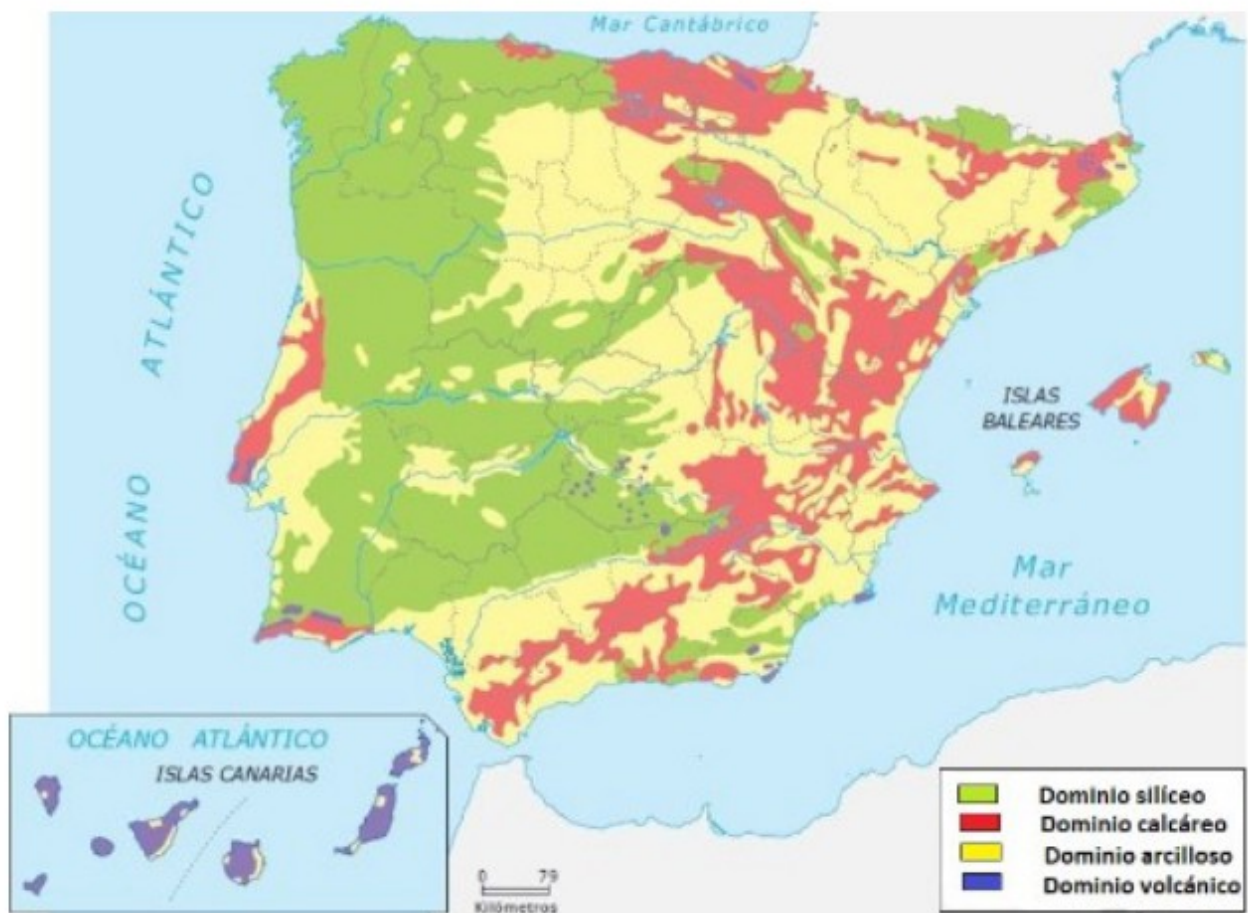 Mar Cantábrico
OCÉANO ATLÁNTICO
ISLAS
BALEARES
Mar
Mediterráneo
OCÉANO ATLÁNTICO
ISLAS CANARIAS
0 79
Kilómetros
Dominio silíceo
Dominio calcáreo
Dominio arcilloso
Dominio volcánico